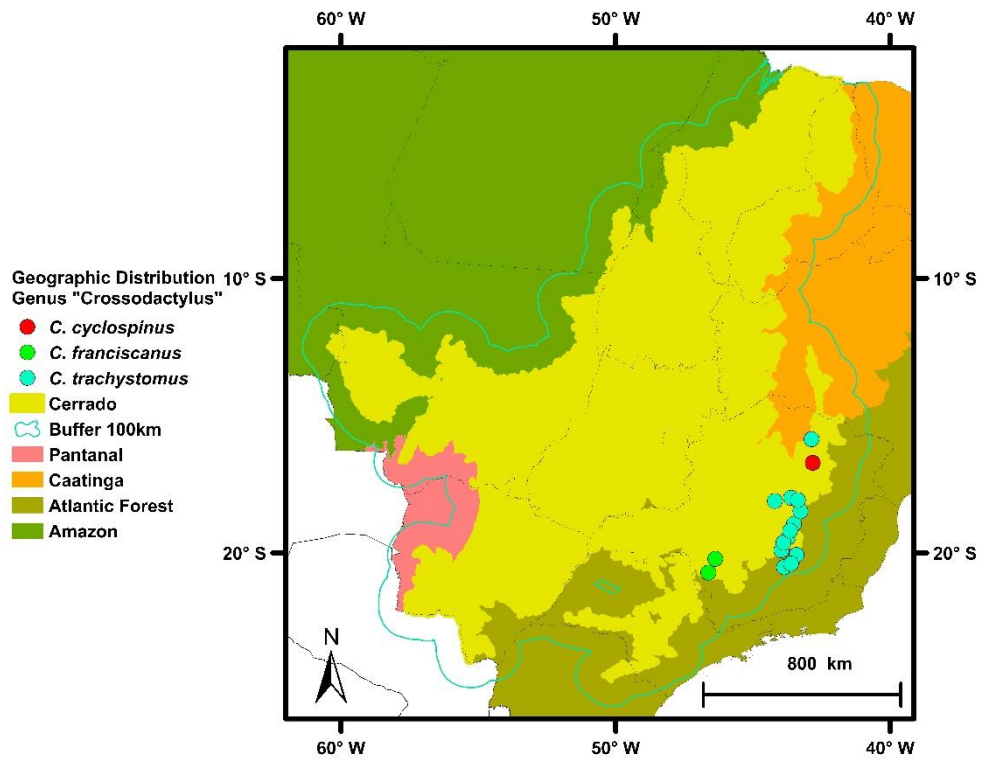 60° W 50° W 40° W
10° S 10° S
Geographic Distribution
Genus "Crossodactylus"
C. cyclospinus
C. franciscanus
C. trachystomus
Cerrado
Buffer 100km
Pantanal
Caatinga
Atlantic Forest
Amazon
20° S 20° S
N
800 km
60° W 50° W 40° W